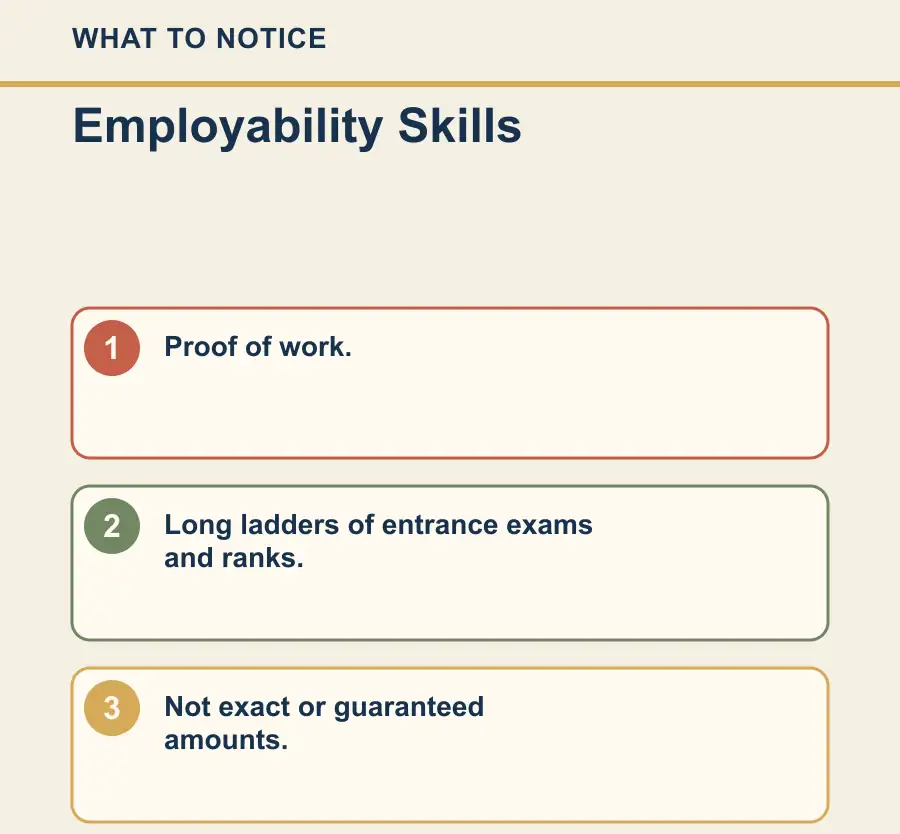 WHAT TO NOTICE
Employability Skills
1
Proof of work.
2
Long ladders of entrance exams
and ranks.
3
Not exact or guaranteed
amounts.